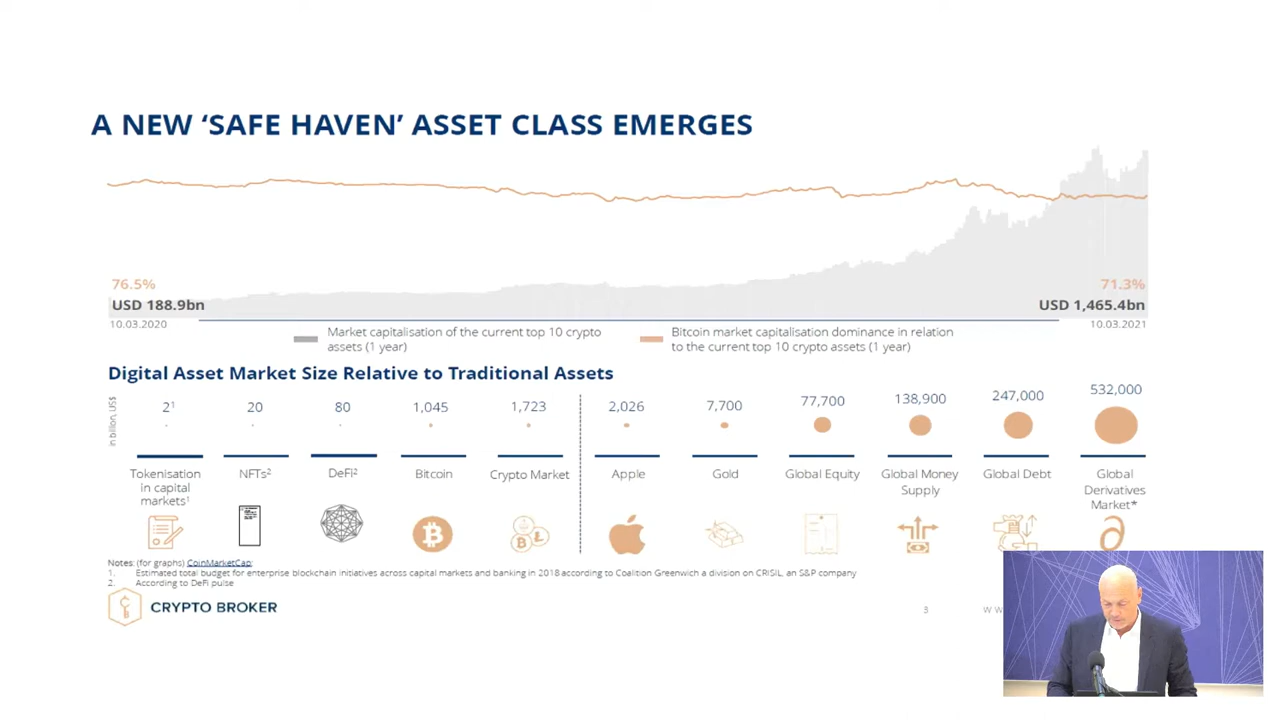 A NEW ‘SAFE HAVEN’ ASSET CLASS EMERGES
76.5%
USD 188.9bn
10.03.2020
71.3%
USD 1,465.4bn
10.03.2021
Market capitalisation of the current top 10 crypto
assets (1 year)
Bitcoin market capitalisation dominance in relation
to the current top 10 crypto assets (1 year)
Digital Asset Market Size Relative to Traditional Assets
in billion, US$
2¹ 20 80 1,045 1,723 2,026 7,700 77,700 138,900 247,000 532,000
Tokenisation
in capital
markets¹
NFTs²
DeFi²
Bitcoin
Crypto Market
Apple
Gold
Global Equity
Global Money
Supply
Global Debt
Global
Derivatives
Market*
Notes: (for graphs) CoinMarketCap;
1. Estimated total budget for enterprise blockchain initiatives across capital markets and banking in 2018 according to Coalition Greenwich a division on CRISIL, an S&P company
2. According to DeFi pulse
CRYPTO BROKER
3
W W